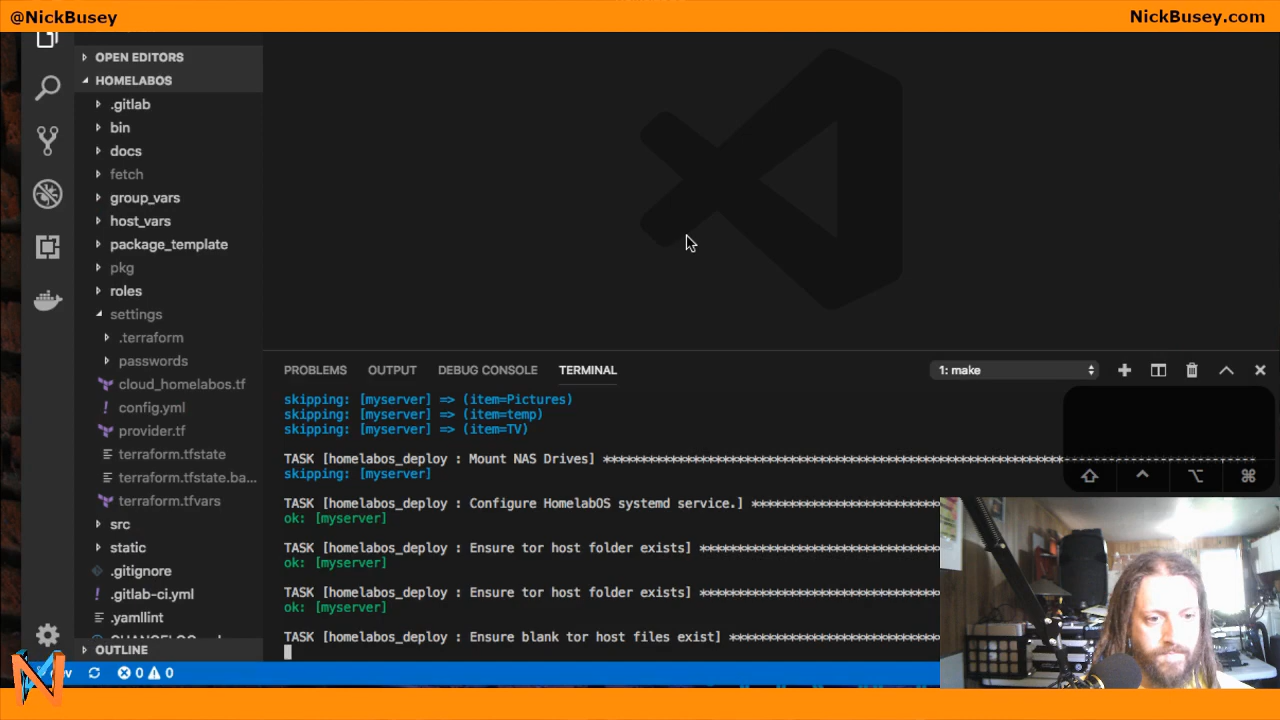 @NickBusey
NickBusey.com
OPEN EDITORS
HOMELABOS
.gitlab
bin
docs
fetch
group_vars
host_vars
package_template
pkg
roles
settings
.terraform
passwords
cloud_homelabos.tf
config.yml
provider.tf
terraform.tfstate
terraform.tfstate.ba...
terraform.tfvars
src
static
.gitignore
.gitlab-ci.yml
.yamllint
OUTLINE
PROBLEMS OUTPUT DEBUG CONSOLE TERMINAL
1: make
skipping: [myserver] => (item=Pictures)
skipping: [myserver] => (item=temp)
skipping: [myserver] => (item=TV)
TASK [homelabos_deploy : Mount NAS Drives] ****************************************************************
skipping: [myserver]
TASK [homelabos_deploy : Configure HomelabOS systemd service.] ************************
ok: [myserver]
TASK [homelabos_deploy : Ensure tor host folder exists] *******************************
ok: [myserver]
TASK [homelabos_deploy : Ensure tor host folder exists] *******************************
ok: [myserver]
TASK [homelabos_deploy : Ensure blank tor host files exist] ***************************
0 0